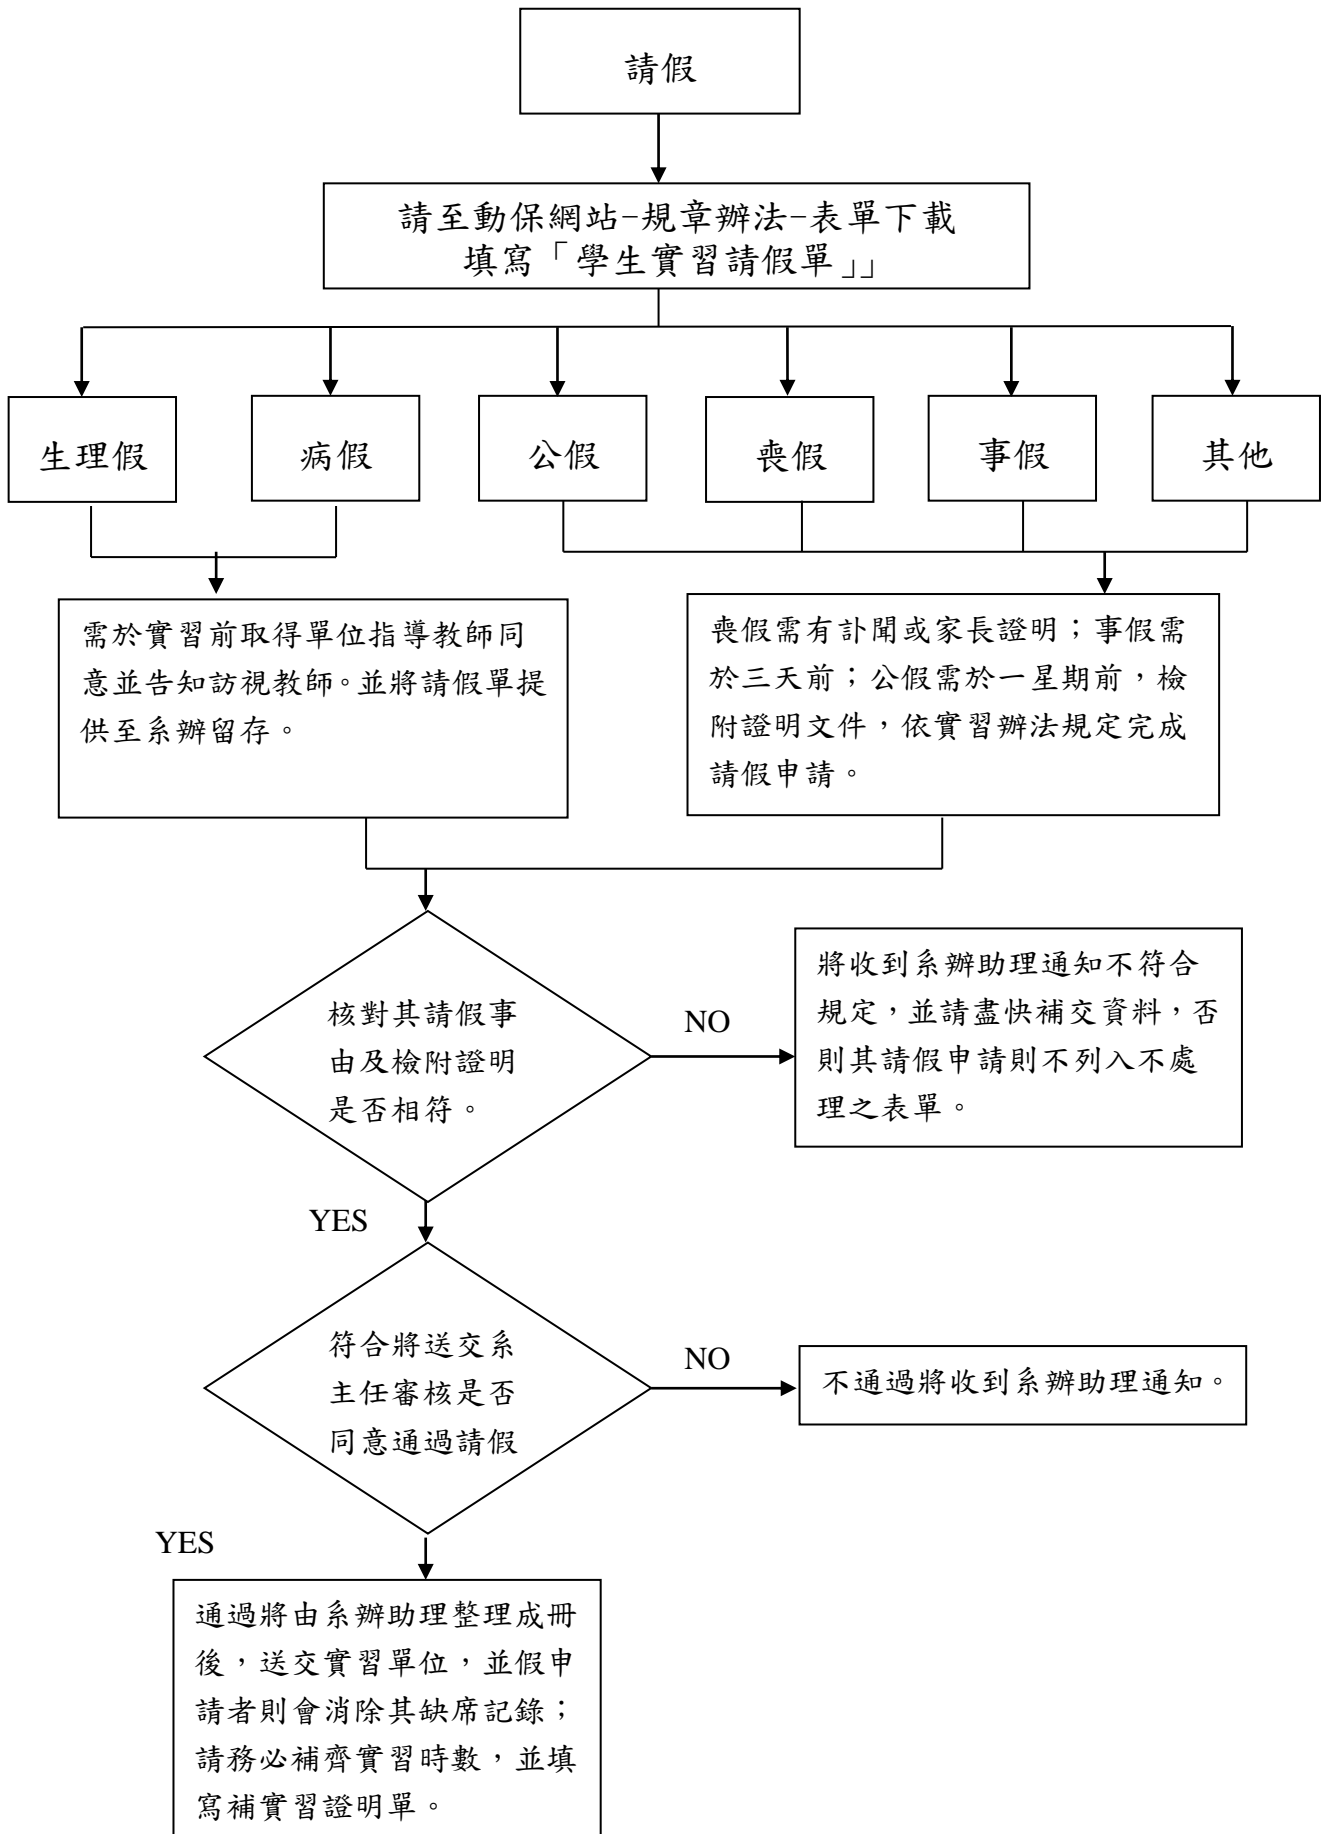 請假
請至動保網站-規章辦法-表單下載
填寫「學生實習請假單」」
生理假
病假
公假
喪假
事假
其他
需於實習前取得單位指導教師同
意並告知訪視教師。並將請假單提
供至系辦留存。
喪假需有訃聞或家長證明；事假需
於三天前；公假需於一星期前，檢
附證明文件，依實習辦法規定完成
請假申請。
核對其請假事
由及檢附證明
是否相符。
NO
將收到系辦助理通知不符合
規定，並請盡快補交資料，否
則其請假申請則不列入不處
理之表單。
YES
符合將送交系
主任審核是否
同意通過請假
NO
不通過將收到系辦助理通知。
YES
通過將由系辦助理整理成冊
後，送交實習單位，並假申
請者則會消除其缺席記錄；
請務必補齊實習時數，並填
寫補實習證明單。